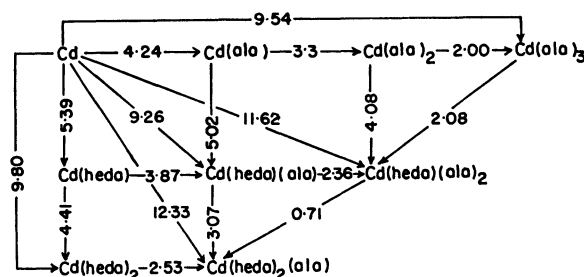 9.54
Cd 4.24 Cd(ala) 3.3 Cd(ala)₂ 2.00 Cd(ala)₃
9.80 5.39 9.26 5.02 11.62 4.08 2.08
Cd(heda) 3.87 Cd(heda)(ala) 2.36 Cd(heda)(ala)₂
4.41 12.33 3.07 0.71
Cd(heda)₂ 2.53 Cd(heda)₂(ala)